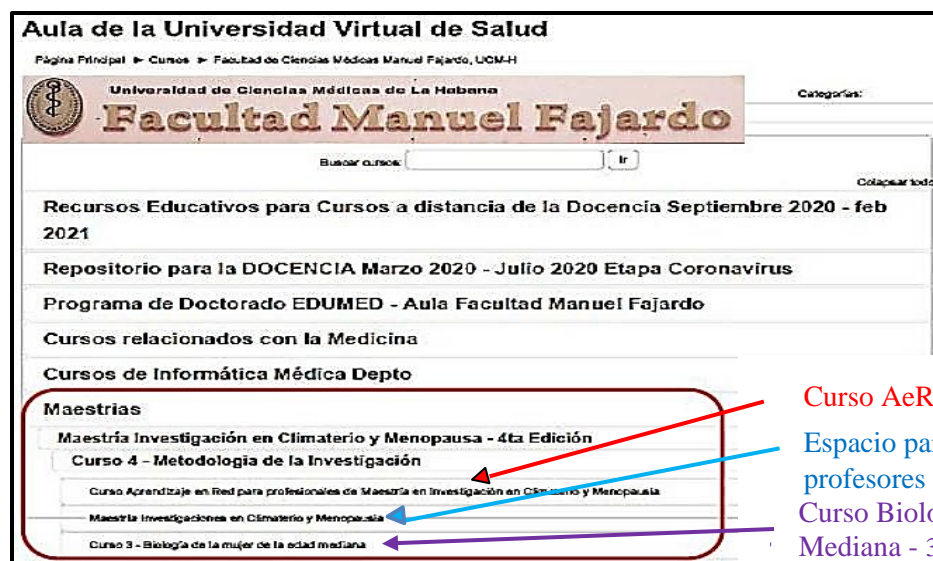 Aula de la Universidad Virtual de Salud
Página Principal ► Cursos ► Facultad de Ciencias Médicas Manuel Fajardo, UCM-H
Universidad de Ciencias Médicas de La Habana
Facultad Manuel Fajardo
Categorías:
Buscar cursos:
Ir
Colapsar todo
Recursos Educativos para Cursos a distancia de la Docencia Septiembre 2020 - feb
2021
Repositorio para la DOCENCIA Marzo 2020 - Julio 2020 Etapa Coronavirus
Programa de Doctorado EDUMED - Aula Facultad Manuel Fajardo
Cursos relacionados con la Medicina
Cursos de Informática Médica Depto
Maestrías
Maestría Investigación en Climaterio y Menopausa - 4ta Edición
Curso 4 - Metodología de la Investigación
Curso Aprendizaje en Red para profesionales de Maestría en Investigación en Climaterio y Menopausia
Maestría Investigaciones en Climaterio y Menopausia
Curso 3 - Biología de la mujer de la edad mediana
Curso AeR
Espacio pa
profesores
Curso Biolo
Mediana - 3